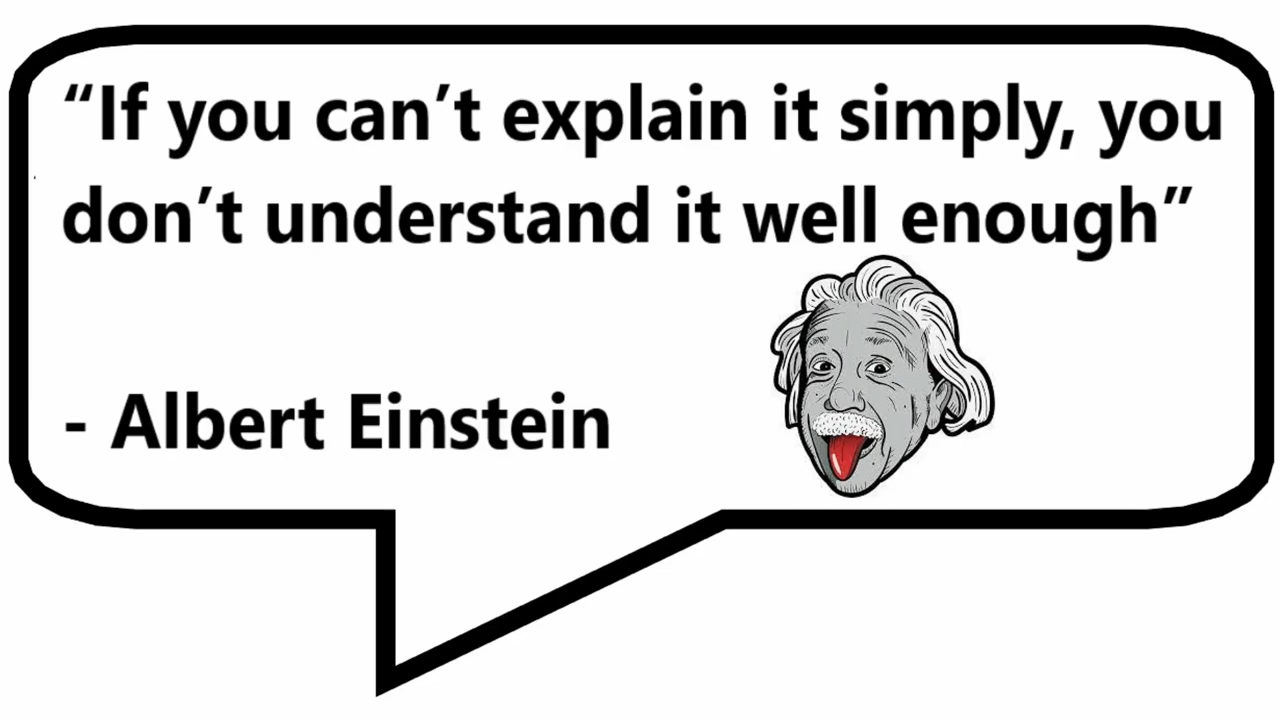 “If you can’t explain it simply, you
don’t understand it well enough”
- Albert Einstein